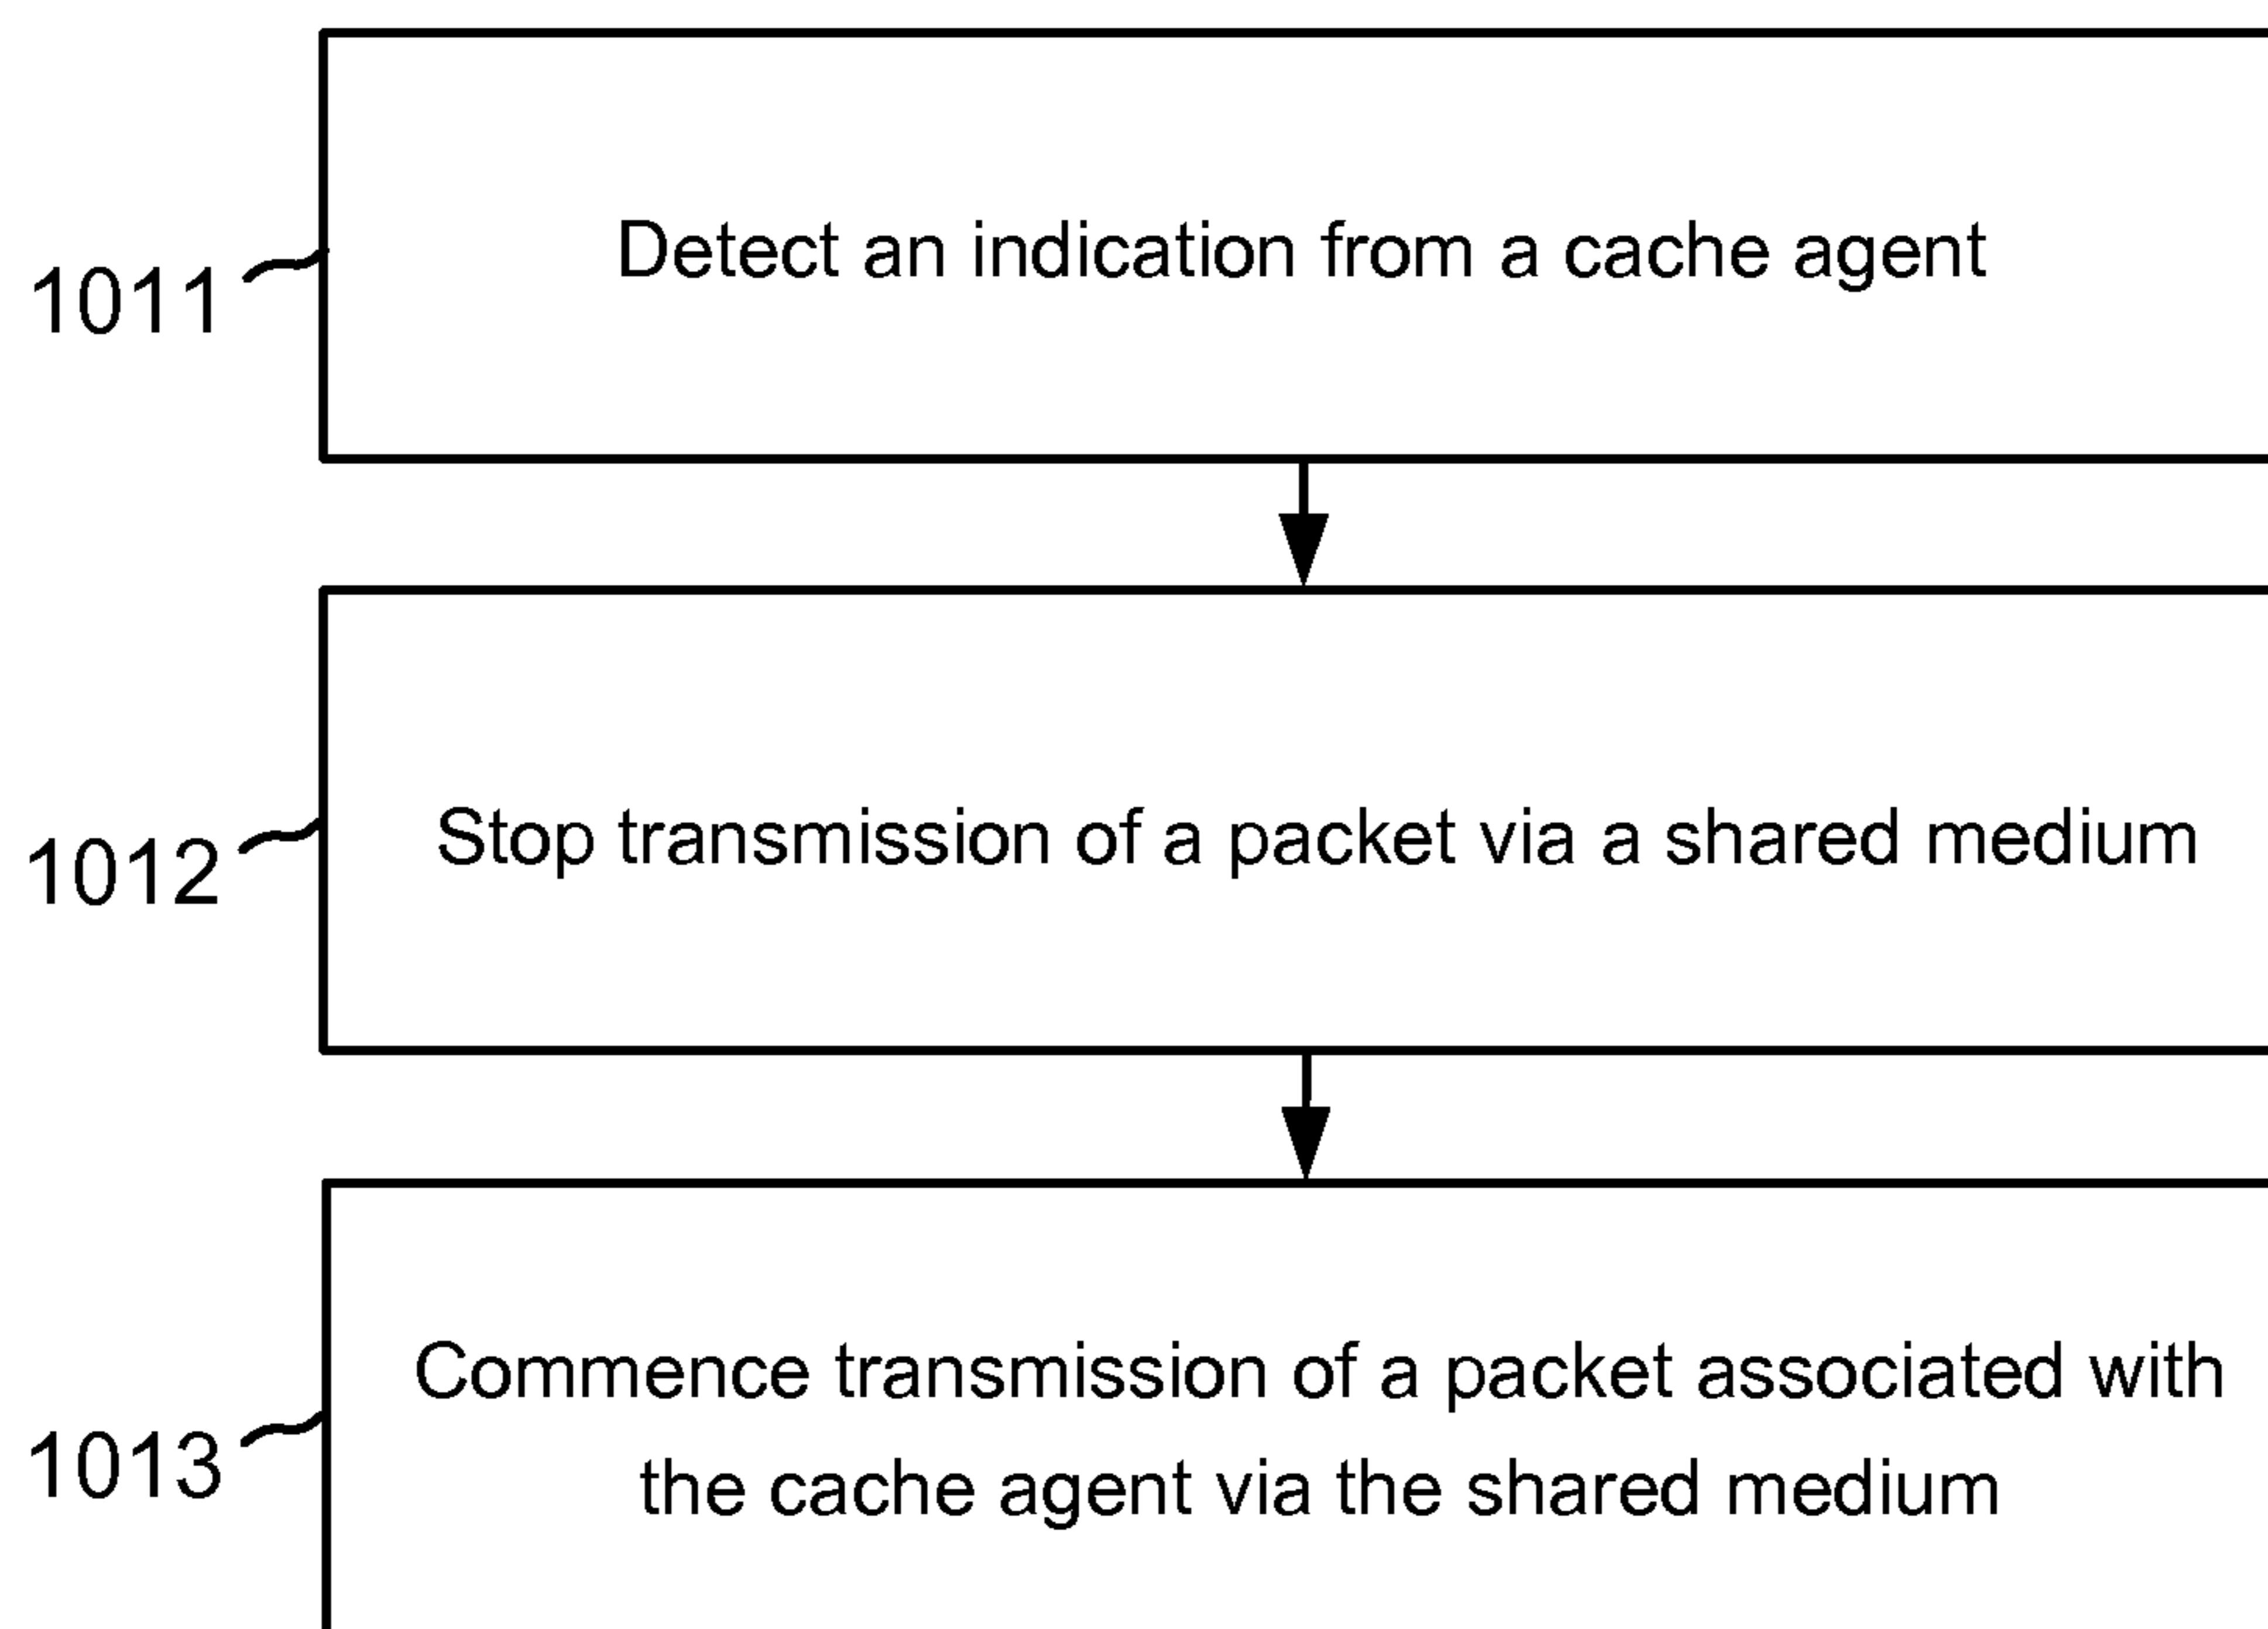 Detect an indication from a cache agent
1011
Stop transmission of a packet via a shared medium
1012
Commence transmission of a packet associated with
the cache agent via the shared medium
1013